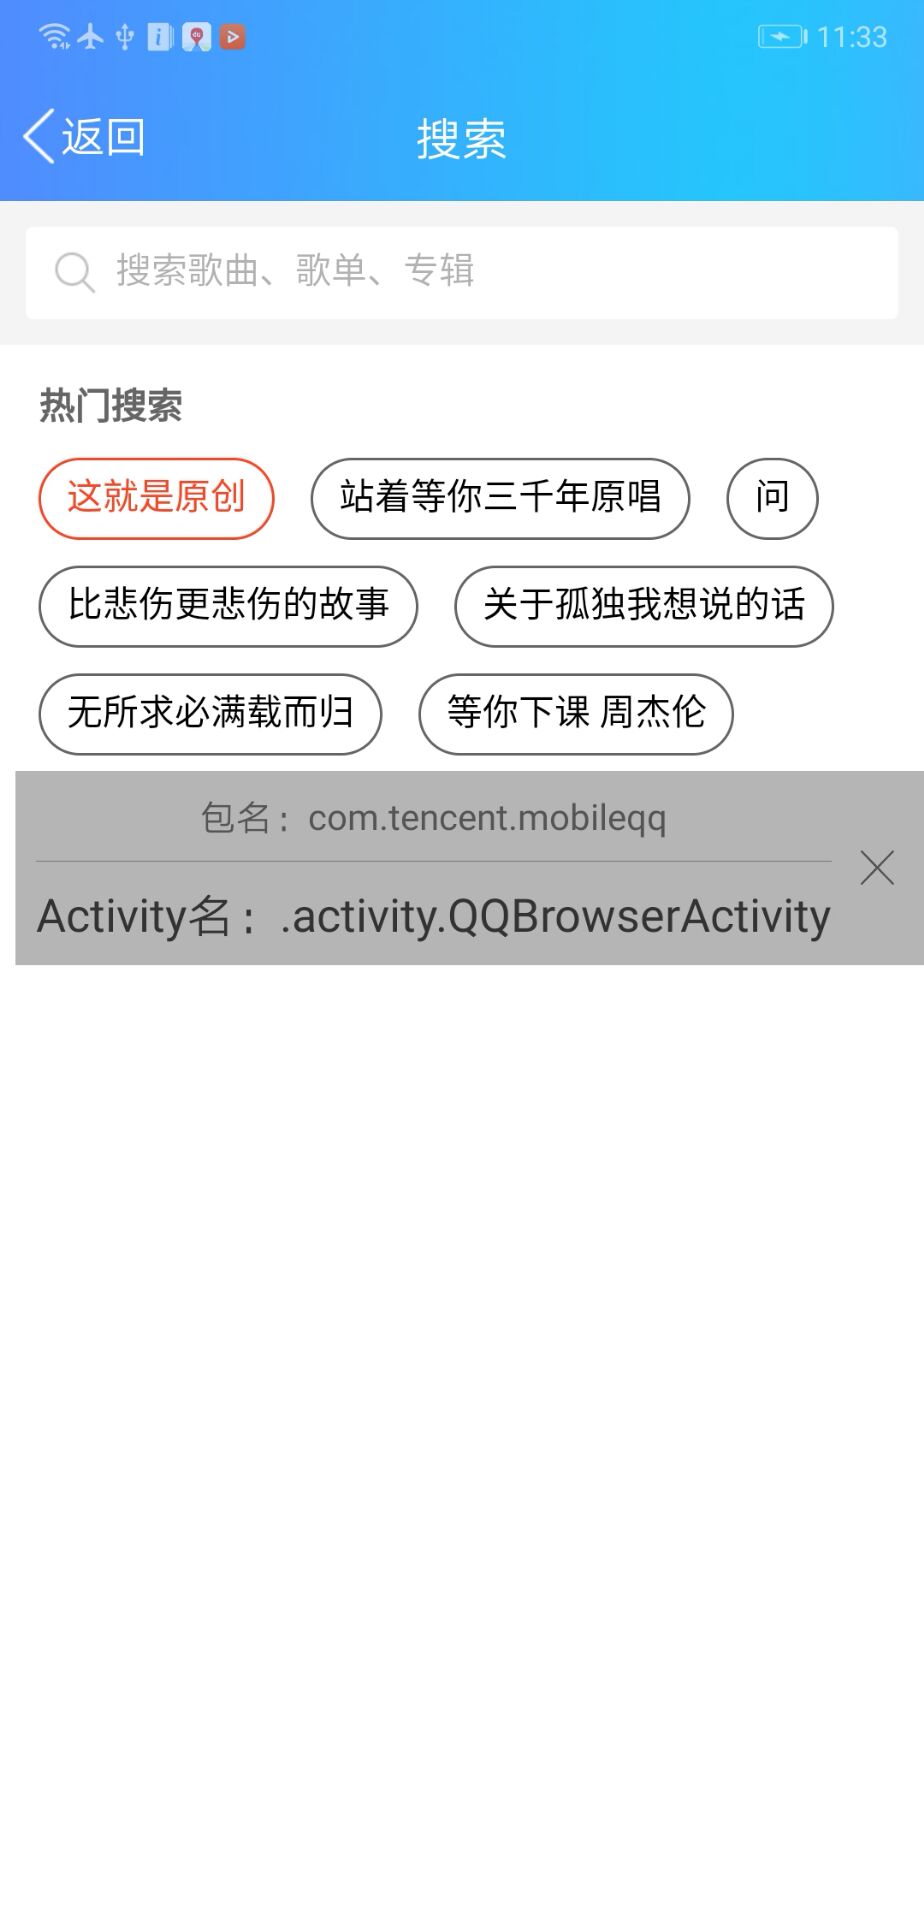 11:33
返回 搜索
搜索歌曲、歌单、专辑
热门搜索
这就是原创 站着等你三千年原唱 问
比悲伤更悲伤的故事 关于孤独我想说的话
无所求必满载而归 等你下课 周杰伦
包名：com.tencent.mobileqq
Activity名：.activity.QQBrowserActivity